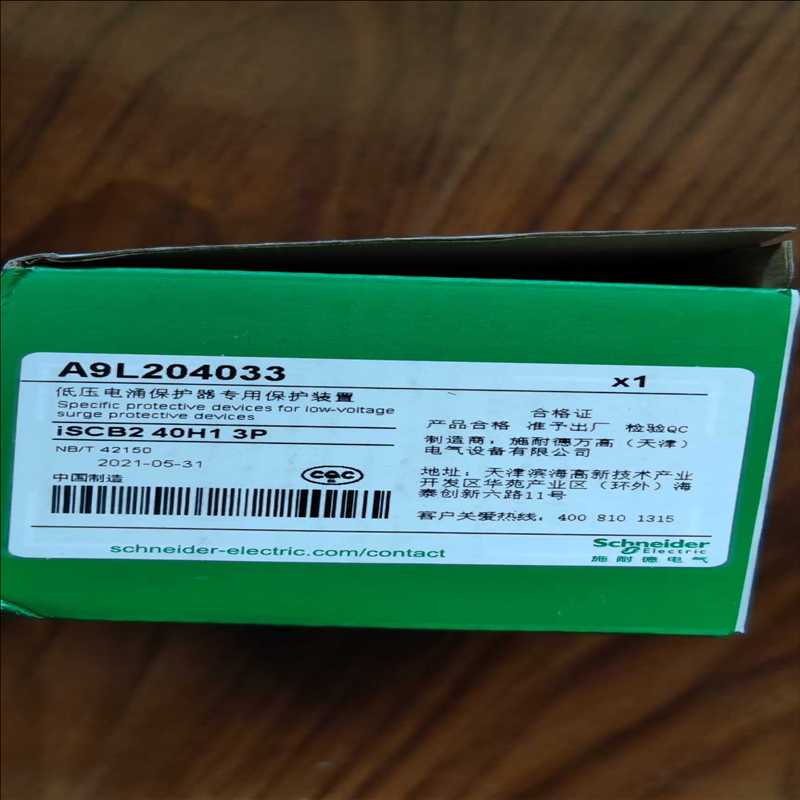 A9L204033
x1
低压电涌保护器专用保护装置
Specific protective devices for low-voltage
surge protective devices
iSCB2 40H1 3P
NB/T 42150
2021-05-31
中国制造
CQC
合格证
产品合格 准予出厂 检验QC
制造商：施耐德万高（天津）
电气设备有限公司
地址：天津滨海高新技术产业
开发区华苑产业区（环外）海
泰创新六路11号
客户关爱热线：400 810 1315
schneider-electric.com/contact
Schneider
Electric
施耐德电气